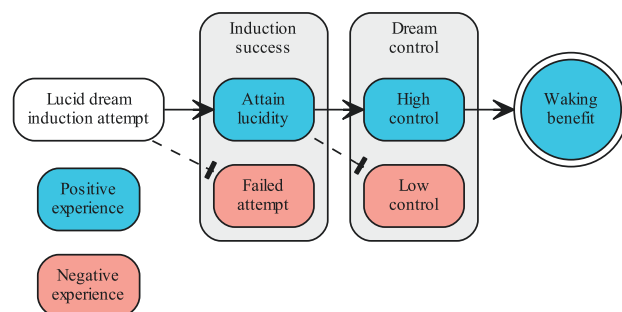 Induction
success
Dream
control
Lucid dream
induction attempt
Attain
lucidity
High
control
Waking
benefit
Failed
attempt
Low
control
Positive
experience
Negative
experience